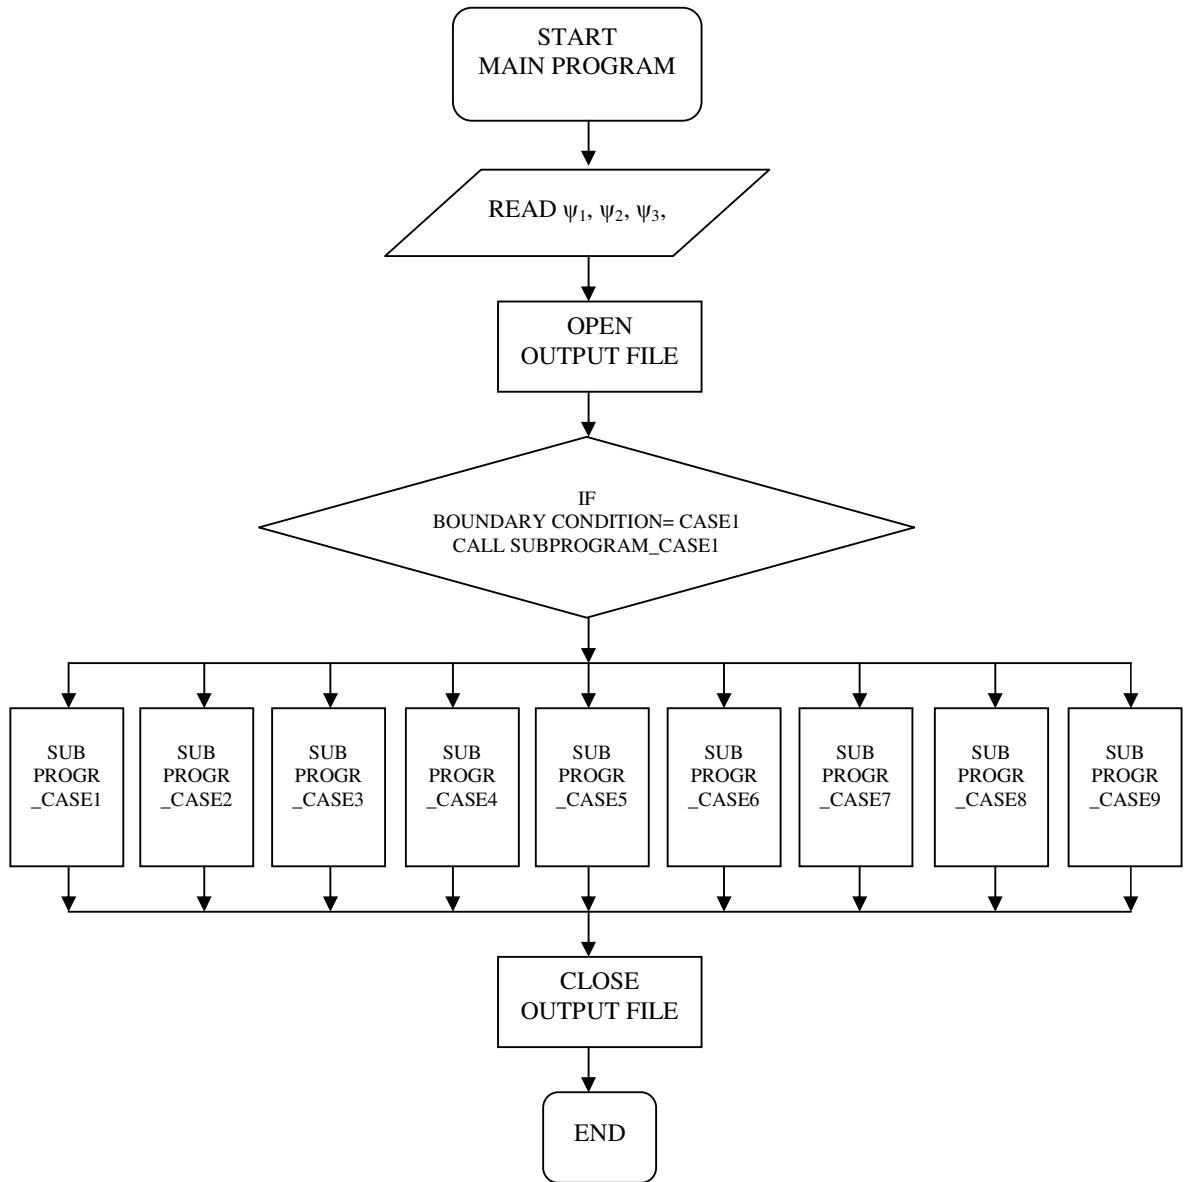 START
MAIN PROGRAM
READ ψ₁, ψ₂, ψ₃,
OPEN
OUTPUT FILE
IF
BOUNDARY CONDITION= CASE1
CALL SUBPROGRAM_CASE1
SUB
PROGR
_CASE1
SUB
PROGR
_CASE2
SUB
PROGR
_CASE3
SUB
PROGR
_CASE4
SUB
PROGR
_CASE5
SUB
PROGR
_CASE6
SUB
PROGR
_CASE7
SUB
PROGR
_CASE8
SUB
PROGR
_CASE9
CLOSE
OUTPUT FILE
END